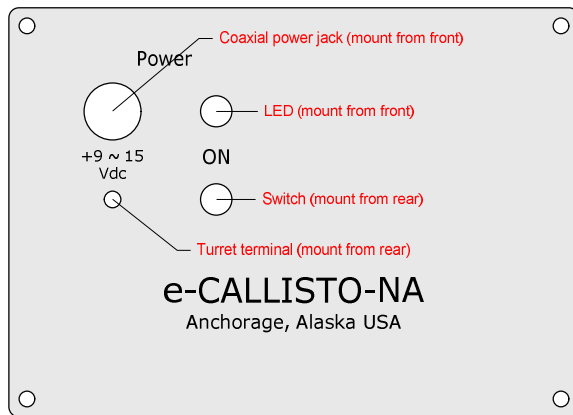 Coaxial power jack (mount from front)
Power
LED (mount from front)
+9 ~ 15
Vdc
ON
Switch (mount from rear)
Turret terminal (mount from rear)
e-CALLISTO-NA
Anchorage, Alaska USA